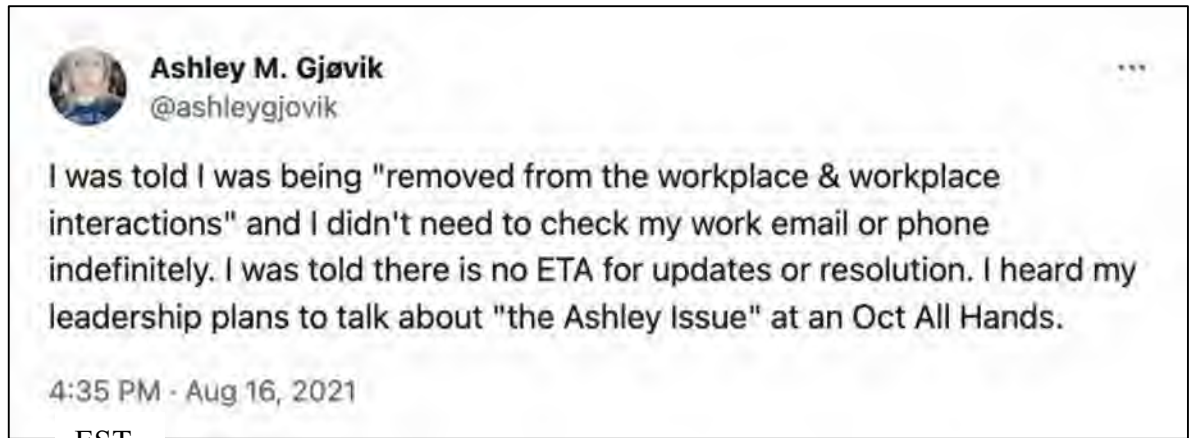 Ashley M. Gjøvik
...
@ashleygjovik
I was told I was being "removed from the workplace & workplace
interactions" and I didn't need to check my work email or phone
indefinitely. I was told there is no ETA for updates or resolution. I heard my
leadership plans to talk about "the Ashley Issue" at an Oct All Hands.
4:35 PM · Aug 16, 2021
EST